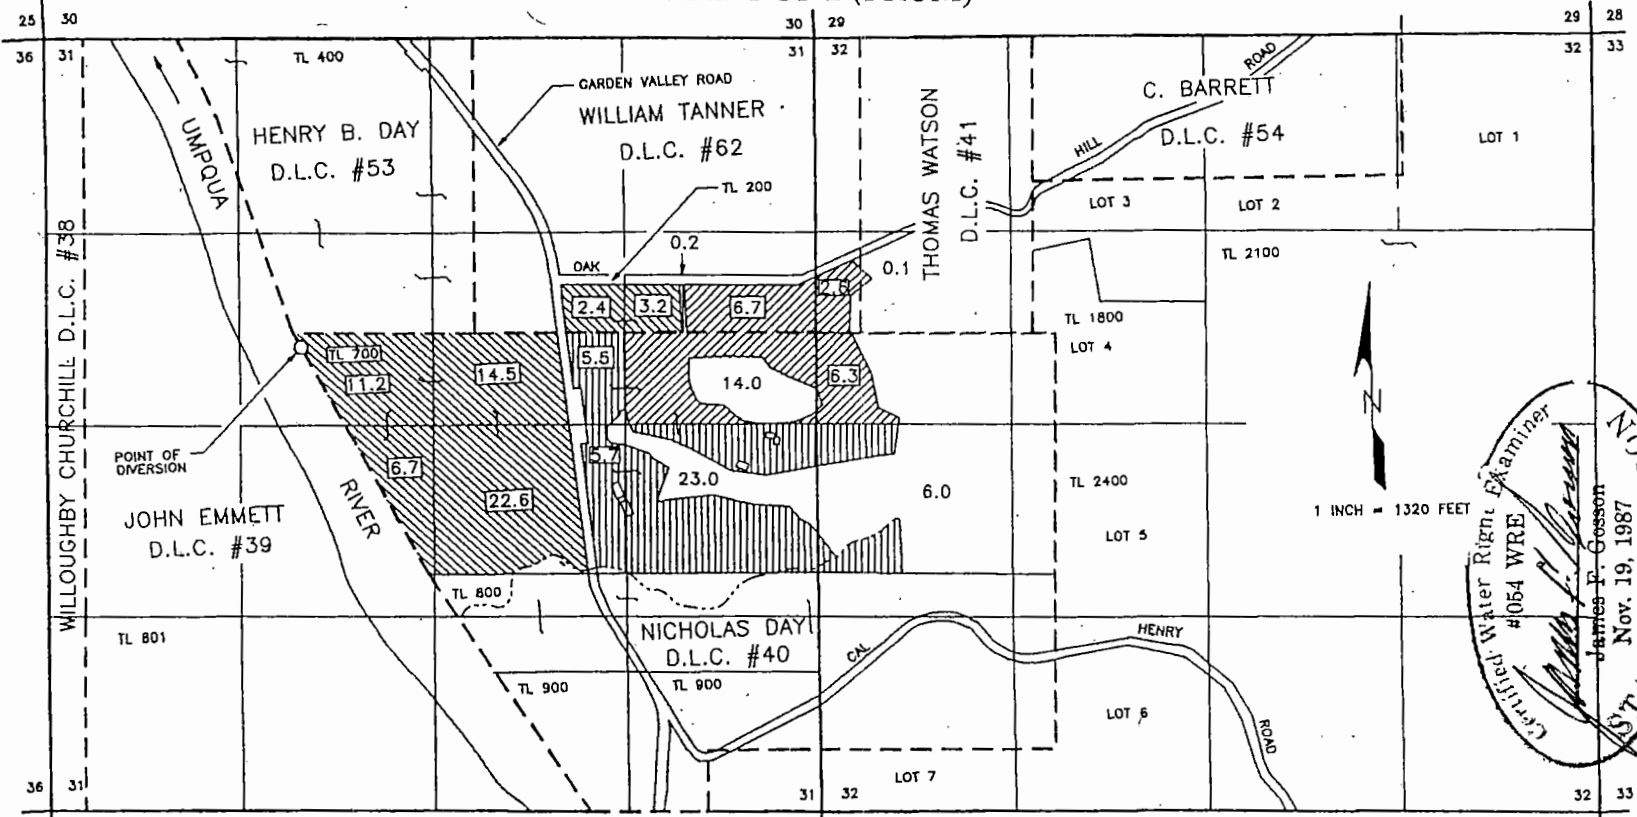 25 30
30 29
29 28
36 31
31 32
32 33
TL 400
GARDEN VALLEY ROAD
WILLIAM TANNER
D.L.C. #62
HENRY B. DAY
D.L.C. #53
UMPQUA
RIVER
THOMAS WATSON
D.L.C. #41
C. BARRETT
D.L.C. #54
HILL
ROAD
LOT 1
TL 200
LOT 3
LOT 2
0.2
OAK
0.1
TL 2100
WILLOUGHBY CHURCHILL D.L.C. #38
2.4
3.2
6.7
2.6
TL 1800
TL 700
5.5
LOT 4
11.2
14.5
14.0
6.3
N
POINT OF
DIVERSION
6.7
5.7
23.0
22.6
6.0
TL 2400
1 INCH = 1320 FEET
JOHN EMMETT
D.L.C. #39
LOT 5
TL 800
TL 801
NICHOLAS DAY
D.L.C. #40
CAL
HENRY
ROAD
TL 900
TL 900
LOT 6
LOT 7
36 31
31 32
32 33
Certified Water Right Examiner
#054 WRE
James F. Gosson
Nov. 19, 1987